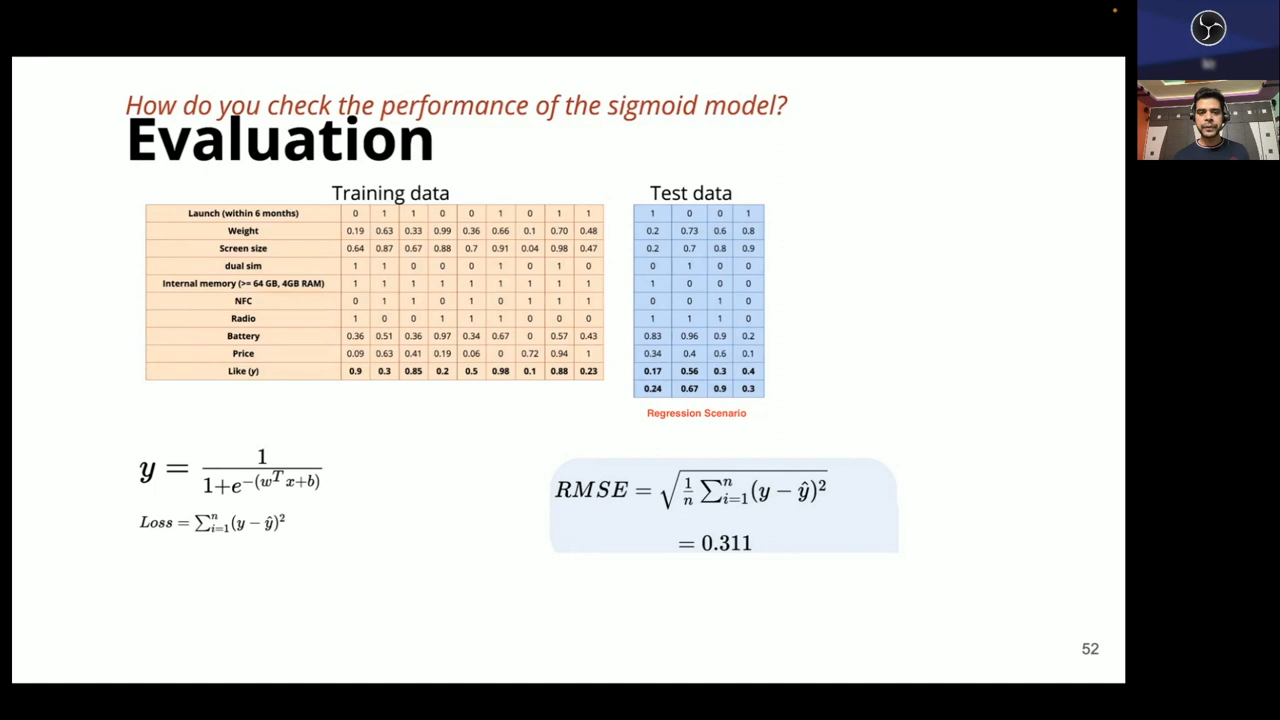 How do you check the performance of the sigmoid model?
Evaluation
Training data
Launch (within 6 months) 0 1 1 0 0 1 0 1 1
Weight 0.19 0.63 0.33 0.99 0.36 0.66 0.1 0.70 0.48
Screen size 0.64 0.87 0.67 0.88 0.7 0.91 0.04 0.98 0.47
dual sim 1 1 0 0 0 1 0 1 0
Internal memory (>= 64 GB, 4GB RAM) 1 1 1 1 1 1 1 1 1
NFC 0 1 1 0 1 0 1 1 1
Radio 1 0 0 1 1 1 0 0 0
Battery 0.36 0.51 0.36 0.97 0.34 0.67 0 0.57 0.43
Price 0.09 0.63 0.41 0.19 0.06 0 0.72 0.94 1
Like (y) 0.9 0.3 0.85 0.2 0.5 0.98 0.1 0.88 0.23
Test data
1 0 0 1
0.2 0.73 0.6 0.8
0.2 0.7 0.8 0.9
0 1 0 0
1 0 0 0
0 0 1 0
1 1 1 0
0.83 0.96 0.9 0.2
0.34 0.4 0.6 0.1
0.17 0.56 0.3 0.4
0.24 0.67 0.9 0.3
Regression Scenario
y = 1 / 1+e^−(w^T x+b)
Loss = ∑_{i=1}^n (y − ŷ)²
RMSE = √(1/n ∑_{i=1}^n (y − ŷ)²)
= 0.311
52